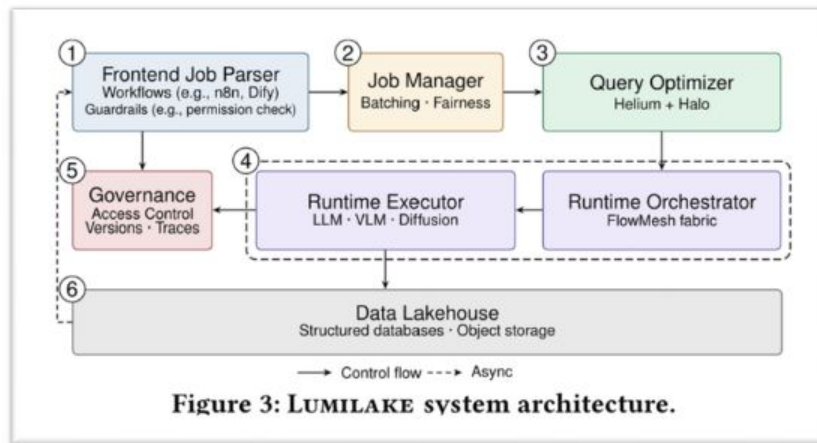 ① ② ③
Frontend Job Parser
Workflows (e.g., n8n, Dify)
Guardrails (e.g., permission check)
Job Manager
Batching · Fairness
Query Optimizer
Helium + Halo
④
⑤
Governance
Access Control
Versions · Traces
Runtime Executor
LLM · VLM · Diffusion
Runtime Orchestrator
FlowMesh fabric
⑥
Data Lakehouse
Structured databases · Object storage
Control flow Async
Figure 3: LUMILAKE system architecture.